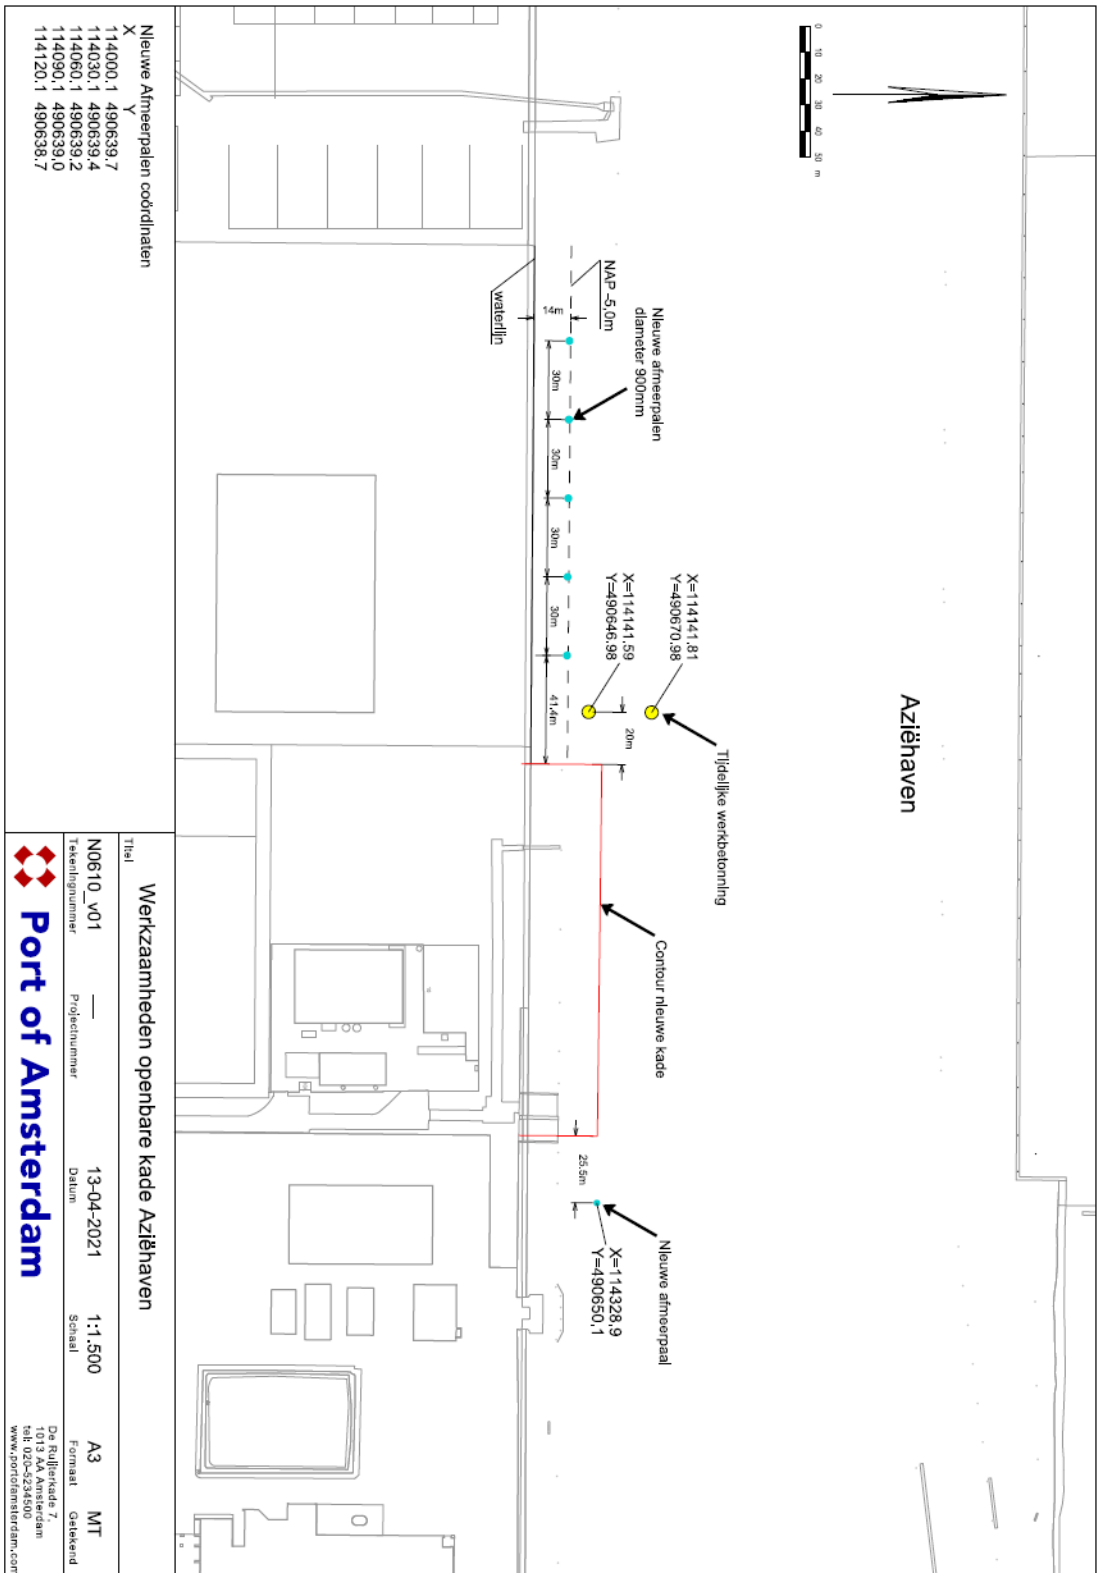 0 10 20 30 40 50 m
Aziëhaven
NAP -5,0m
waterlijn
14m
Nieuwe afmeerpalen
diameter 900mm
30m
30m
30m
30m
41,4m
X=114141.81
Y=490670.98
X=114141.59
Y=490646.98
20m
Tijdelijke werkbetonning
Contour nieuwe kade
25.5m
Nieuwe afmeerpaal
X=114328,9
Y=490650,1
Nieuwe Afmeerpalen coördinaten
X Y
114000.1 490639.7
114030,1 490639,4
114060.1 490639,2
114090,1 490639,0
114120.1 490638.7
Titel
Werkzaamheden openbare kade Aziëhaven
N0610_v01 — 13-04-2021 1:1.500 A3 MT
Tekeningnummer Projectnummer Datum Schaal Formaat Getekend
Port of Amsterdam
De Ruijterkade 7,
1013 AA Amsterdam
tel: 020-5234500
www.portofamsterdam.com